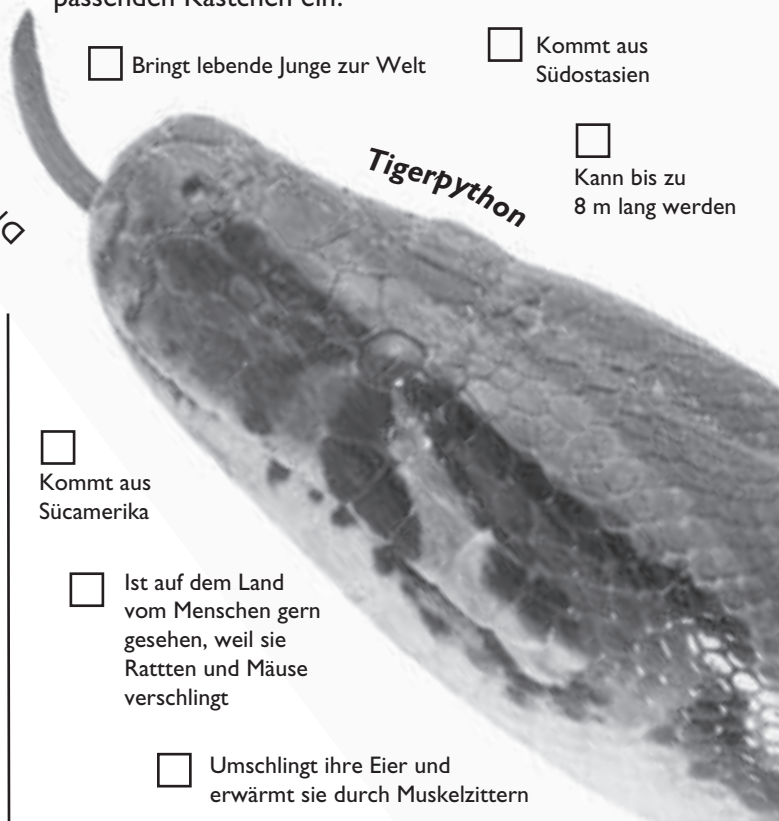 passenden Kästchen ein.
Bringt lebende Junge zur Welt
Kommt aus
Südostasien
Tigerpython
Kann bis zu
8 m lang werden
Kommt aus
Sücamerika
Ist auf dem Land
vom Menschen gern
gesehen, weil sie
Rattten und Mäuse
verschlingt
Umschlingt ihre Eier und
erwärmt sie durch Muskelzittern